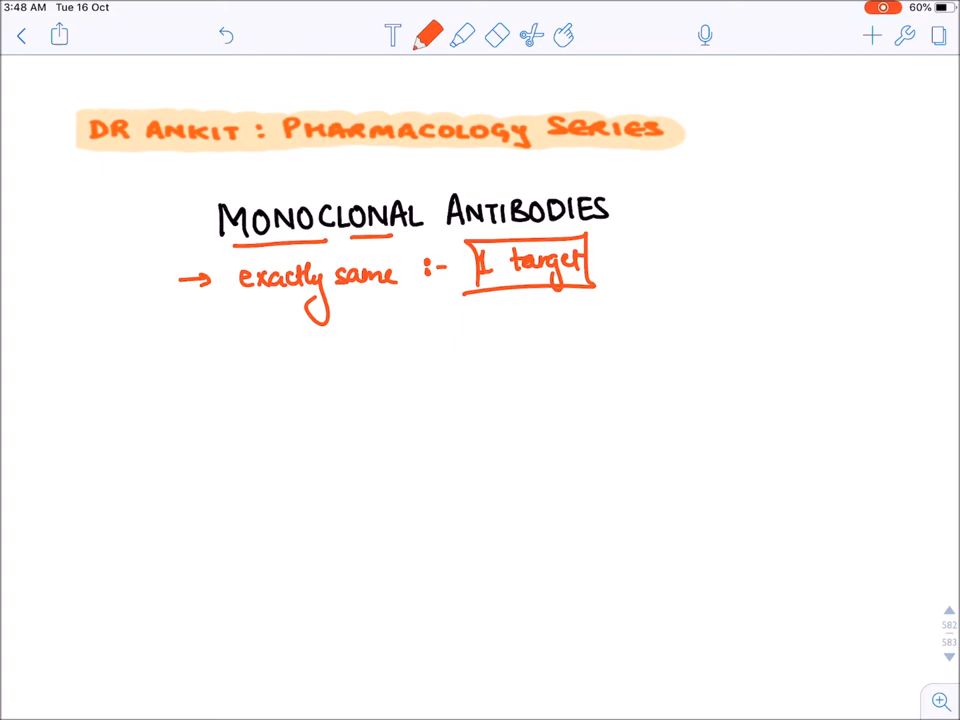 3:48 AM Tue 16 Oct 60%
T
DR ANKIT : PHARMACOLOGY SERIES
MONOCLONAL ANTIBODIES
→ exactly same :- 1 target
582
583